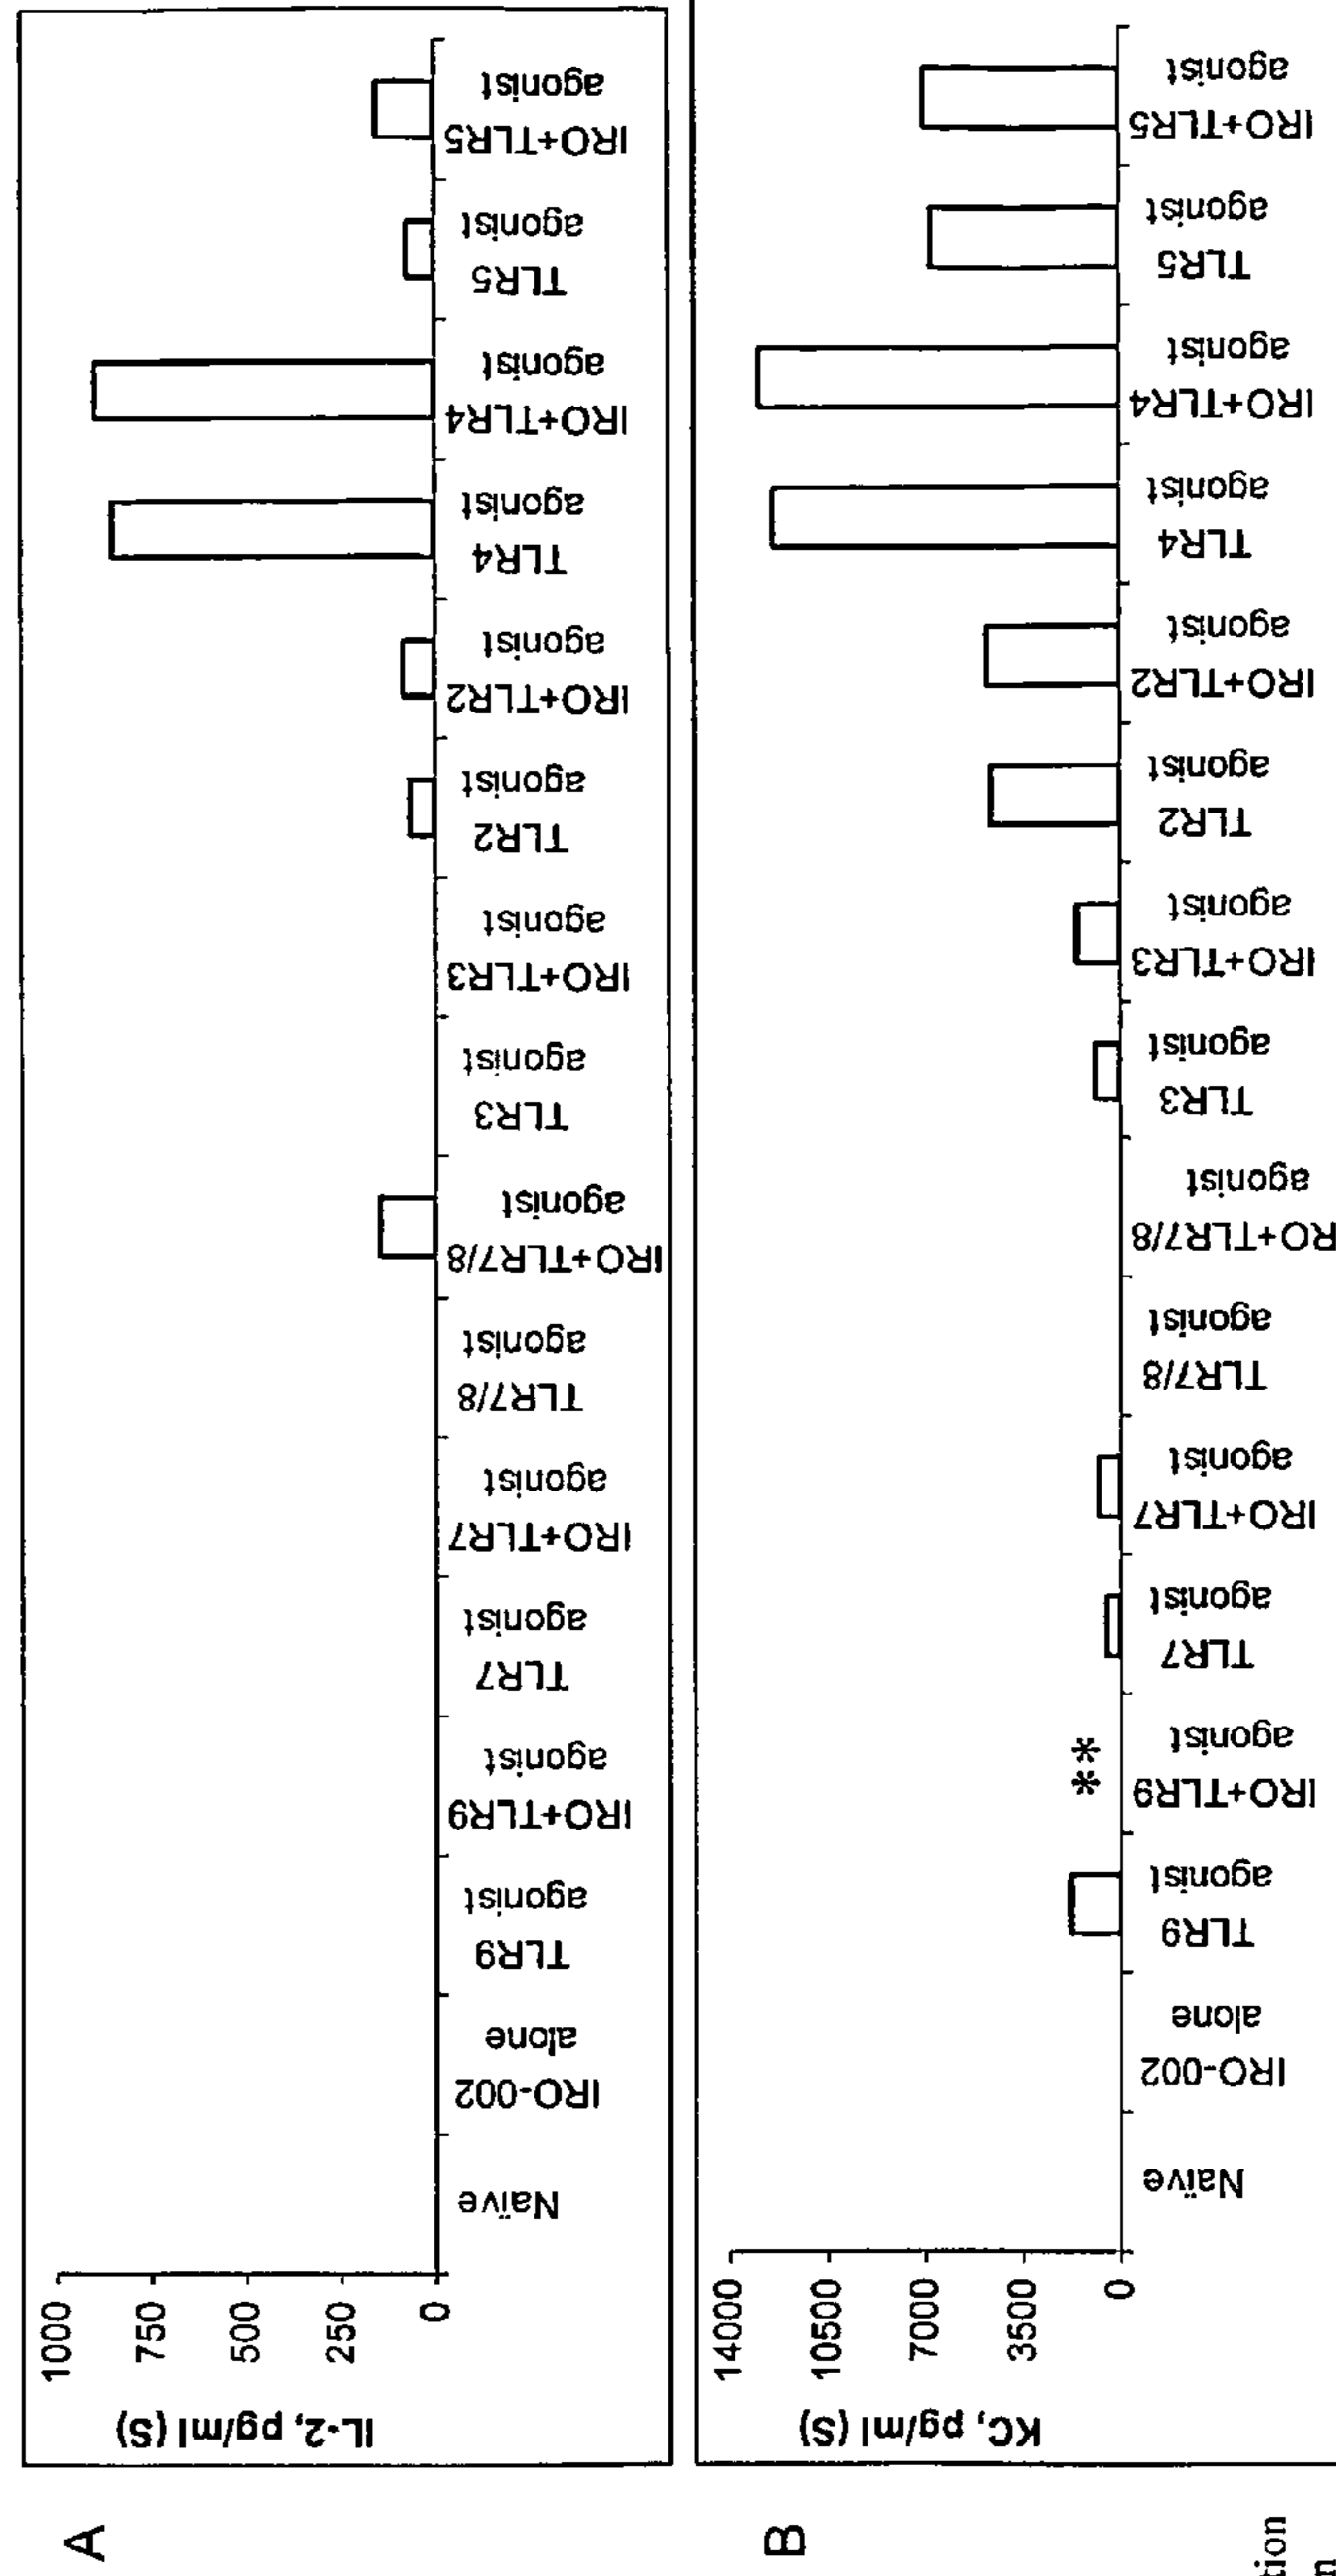 A
IL-2, pg/ml (S)
1000
750
500
250
0
Naïve
IRO-002
alone
TLR9
agonist
IRO+TLR9
agonist
TLR7
agonist
IRO+TLR7
agonist
TLR7/8
agonist
IRO+TLR7/8
agonist
TLR3
agonist
IRO+TLR3
agonist
TLR2
agonist
IRO+TLR2
agonist
TLR4
agonist
IRO+TLR4
agonist
TLR5
agonist
IRO+TLR5
agonist
B
KC, pg/ml (S)
14000
10500
7000
3500
0
**
Naïve
IRO-002
alone
TLR9
agonist
IRO+TLR9
agonist
TLR7
agonist
IRO+TLR7
agonist
TLR7/8
agonist
RO+TLR7/8
agonist
TLR3
agonist
IRO+TLR3
agonist
TLR2
agonist
IRO+TLR2
agonist
TLR4
agonist
IRO+TLR4
agonist
TLR5
agonist
IRO+TLR5
agonist
tion